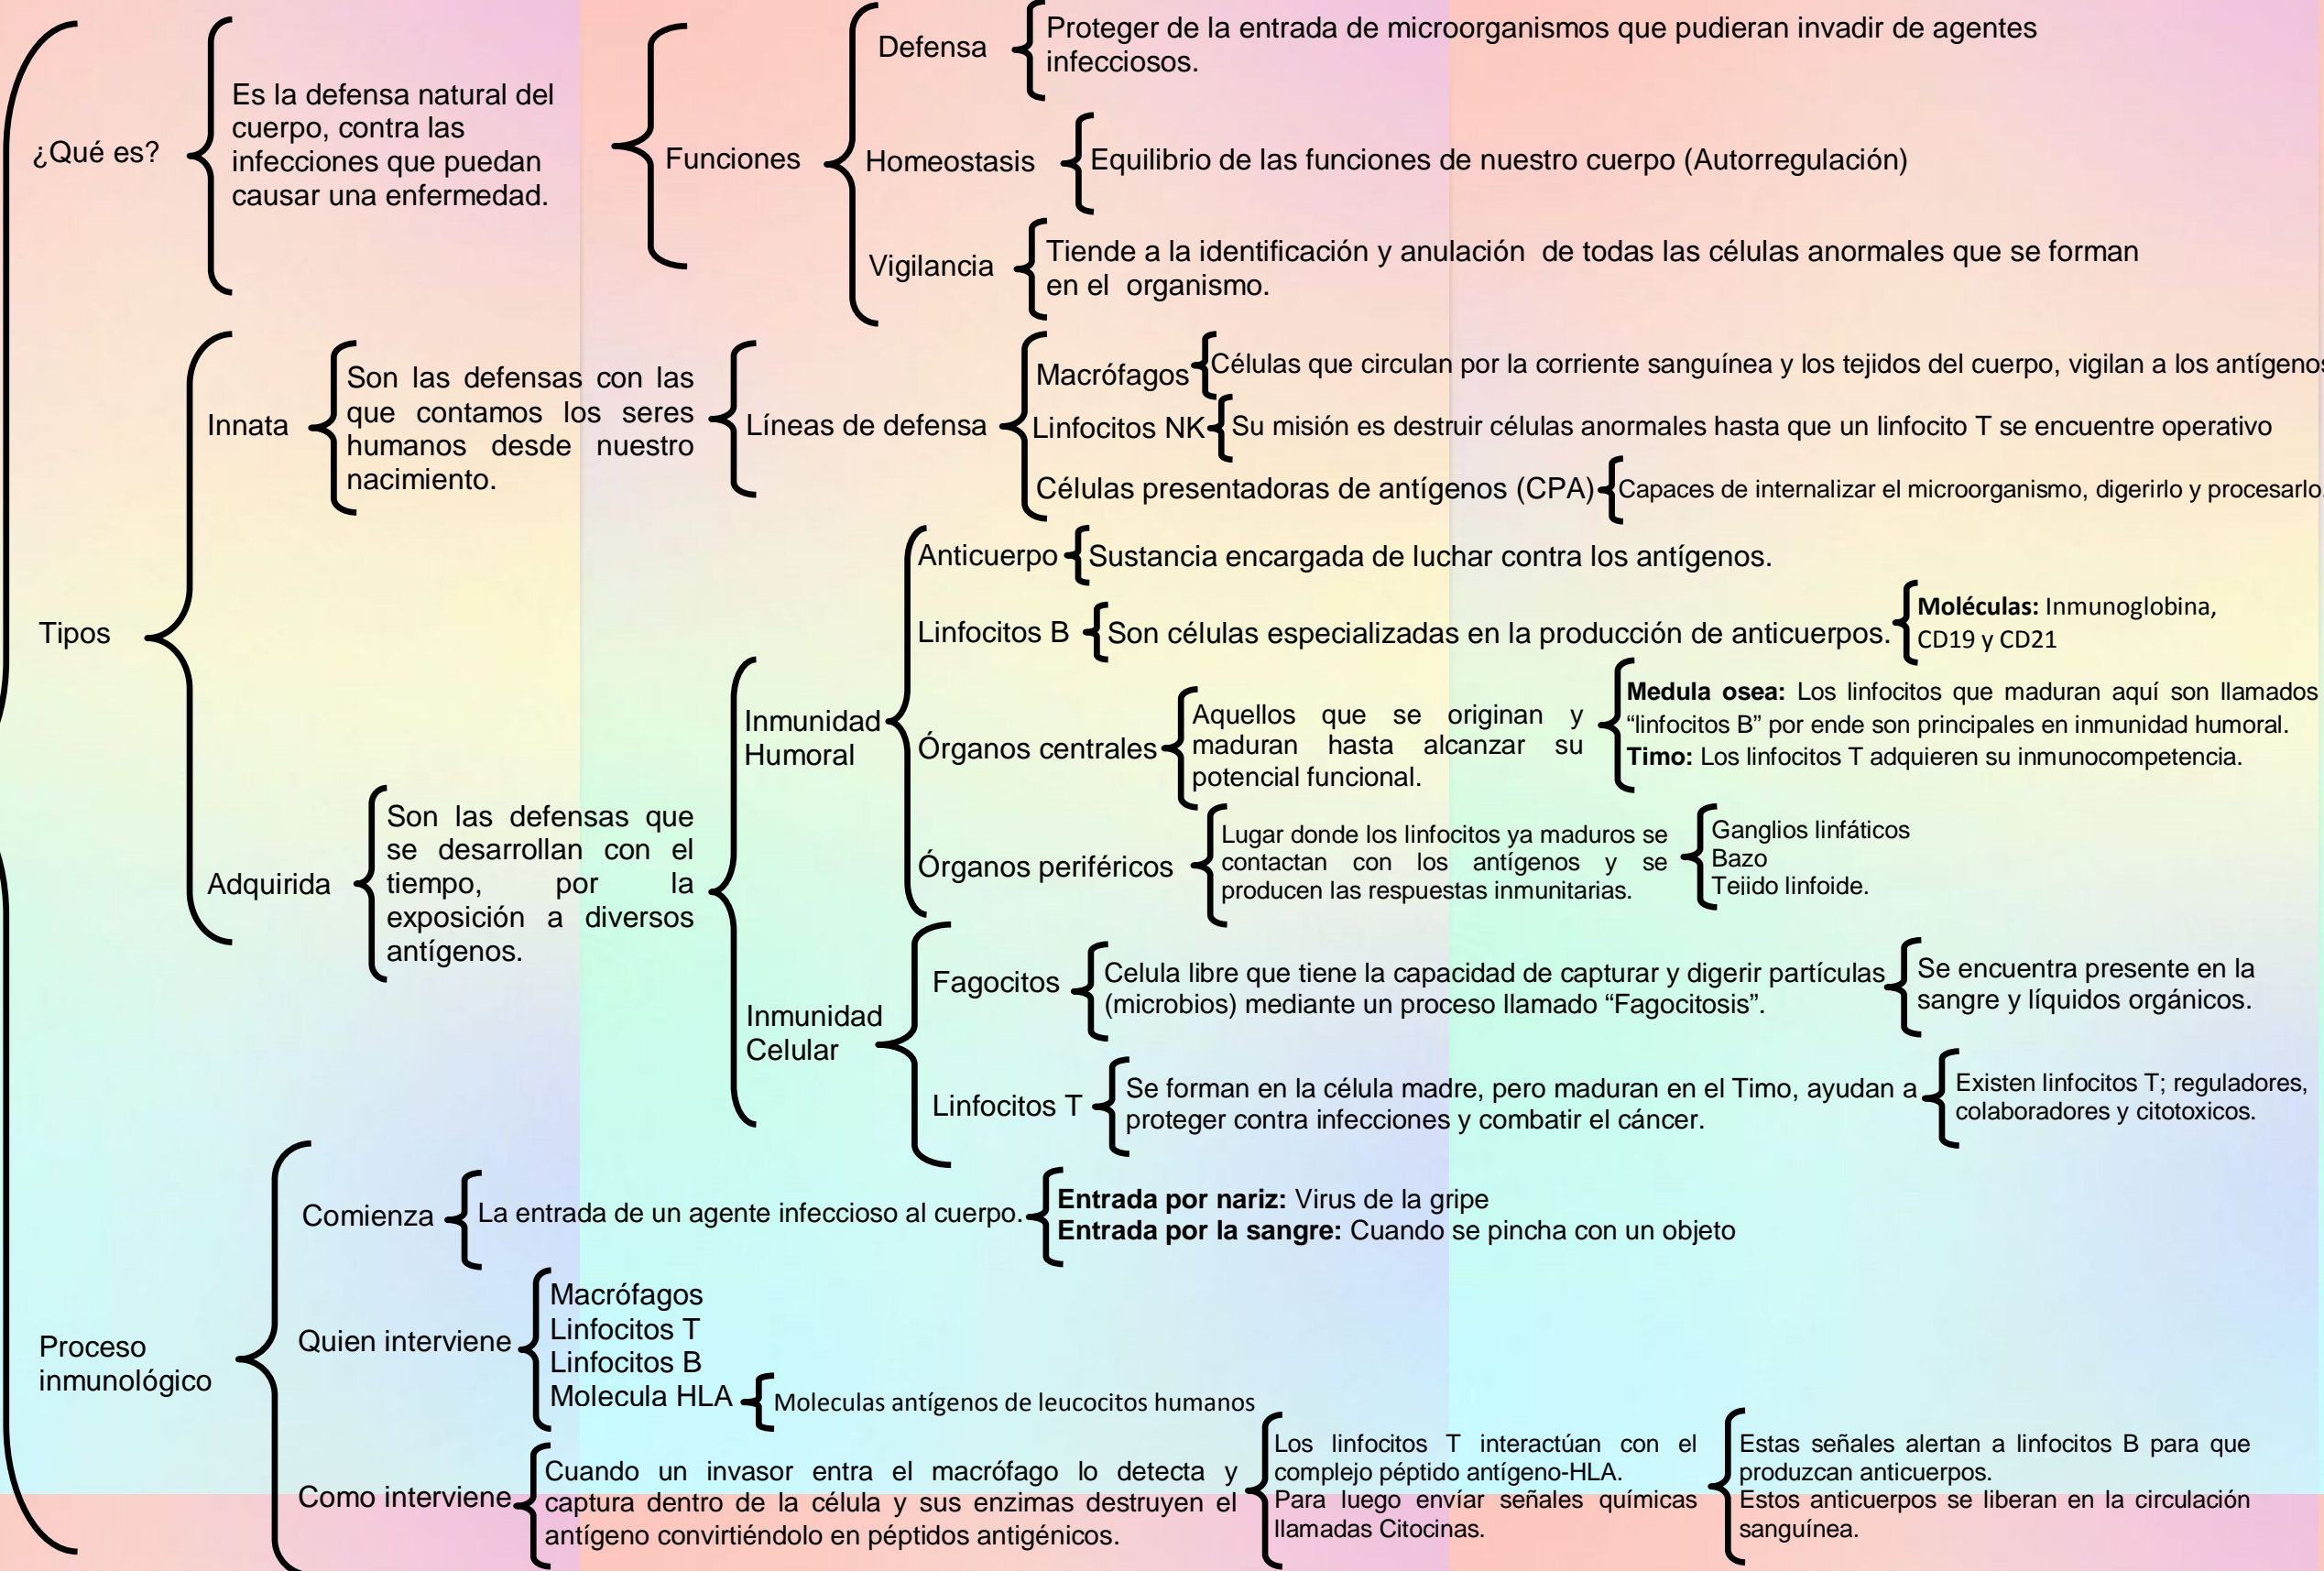 ¿Qué es?
Es la defensa natural del
cuerpo, contra las
infecciones que puedan
causar una enfermedad.
Funciones
Defensa
Proteger de la entrada de microorganismos que pudieran invadir de agentes
infecciosos.
Homeostasis
Equilibrio de las funciones de nuestro cuerpo (Autorregulación)
Vigilancia
Tiende a la identificación y anulación de todas las células anormales que se forman
en el organismo.
Tipos
Innata
Son las defensas con las
que contamos los seres
humanos desde nuestro
nacimiento.
Líneas de defensa
Macrófagos
Células que circulan por la corriente sanguínea y los tejidos del cuerpo, vigilan a los antígenos
Linfocitos NK
Su misión es destruir células anormales hasta que un linfocito T se encuentre operativo
Células presentadoras de antígenos (CPA)
Capaces de internalizar el microorganismo, digerirlo y procesarlo.
Adquirida
Son las defensas que
se desarrollan con el
tiempo, por la
exposición a diversos
antígenos.
Inmunidad
Humoral
Anticuerpo
Sustancia encargada de luchar contra los antígenos.
Linfocitos B
Son células especializadas en la producción de anticuerpos.
Moléculas: Inmunoglobina,
CD19 y CD21
Órganos centrales
Aquellos que se originan y
maduran hasta alcanzar su
potencial funcional.
Medula osea: Los linfocitos que maduran aquí son llamados
“linfocitos B” por ende son principales en inmunidad humoral.
Timo: Los linfocitos T adquieren su inmunocompetencia.
Órganos periféricos
Lugar donde los linfocitos ya maduros se
contactan con los antígenos y se
producen las respuestas inmunitarias.
Ganglios linfáticos
Bazo
Tejido linfoide.
Inmunidad
Celular
Fagocitos
Celula libre que tiene la capacidad de capturar y digerir partículas
(microbios) mediante un proceso llamado “Fagocitosis”.
Se encuentra presente en la
sangre y líquidos orgánicos.
Linfocitos T
Se forman en la célula madre, pero maduran en el Timo, ayudan a
proteger contra infecciones y combatir el cáncer.
Existen linfocitos T; reguladores,
colaboradores y citotoxicos.
Proceso
inmunológico
Comienza
La entrada de un agente infeccioso al cuerpo.
Entrada por nariz: Virus de la gripe
Entrada por la sangre: Cuando se pincha con un objeto
Quien interviene
Macrófagos
Linfocitos T
Linfocitos B
Molecula HLA
Moleculas antígenos de leucocitos humanos
Como interviene
Cuando un invasor entra el macrófago lo detecta y
captura dentro de la célula y sus enzimas destruyen el
antígeno convirtiéndolo en péptidos antigénicos.
Los linfocitos T interactúan con el
complejo péptido antígeno-HLA.
Para luego envíar señales químicas
llamadas Citocinas.
Estas señales alertan a linfocitos B para que
produzcan anticuerpos.
Estos anticuerpos se liberan en la circulación
sanguínea.